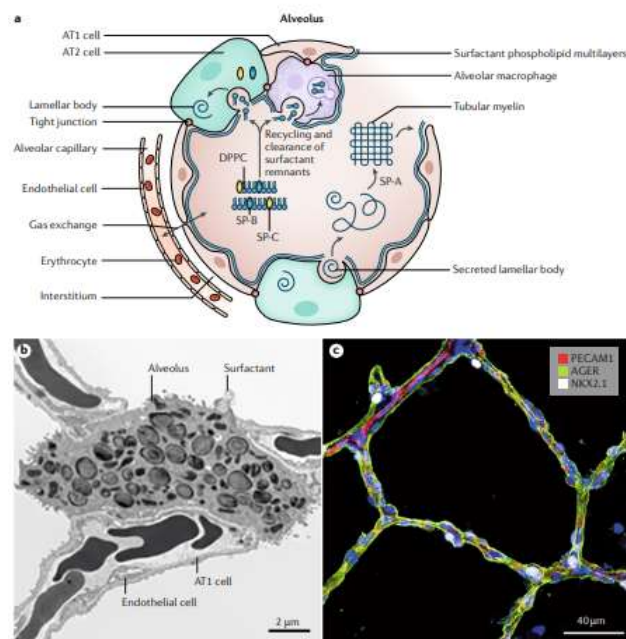 a
Alveolus
AT1 cell
AT2 cell
Lamellar body
Tight junction
Alveolar capillary
Endothelial cell
Gas exchange
Erythrocyte
Interstitium
Surfactant phospholipid multilayers
Alveolar macrophage
Tubular myelin
Recycling and
clearance of
surfactant
remnants
DPPC
SP-A
SP-B
SP-C
Secreted lamellar body
b
Alveolus
Surfactant
AT1 cell
Endothelial cell
2 µm
c
PECAM1
AGER
NKX2.1
40 µm